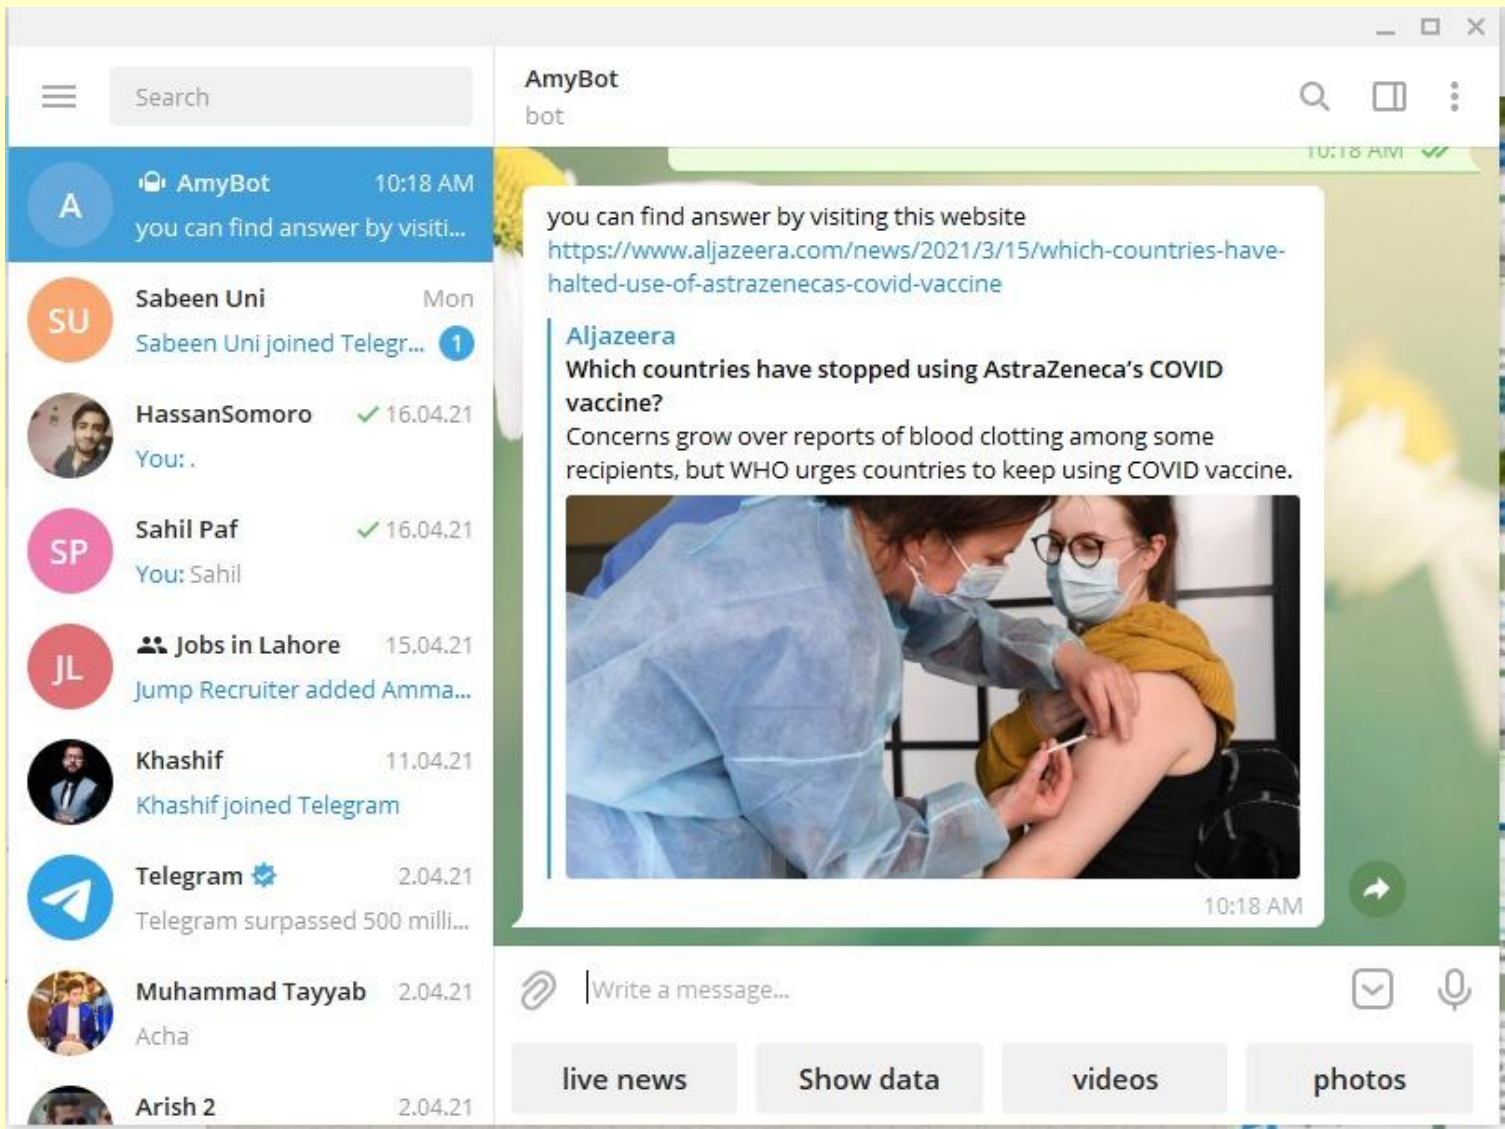 Search
A
AmyBot
10:18 AM
you can find answer by visiti...
SU
Sabeen Uni
Mon
Sabeen Uni joined Telegr...
1
HassanSomoro
16.04.21
You: .
SP
Sahil Paf
16.04.21
You: Sahil
JL
Jobs in Lahore
15.04.21
Jump Recruiter added Amma...
Khashif
11.04.21
Khashif joined Telegram
Telegram
2.04.21
Telegram surpassed 500 milli...
Muhammad Tayyab
2.04.21
Acha
Arish 2
2.04.21
AmyBot
bot
10:18 AM
you can find answer by visiting this website
https://www.aljazeera.com/news/2021/3/15/which-countries-have-
halted-use-of-astrazenecas-covid-vaccine
Aljazeera
Which countries have stopped using AstraZeneca’s COVID
vaccine?
Concerns grow over reports of blood clotting among some
recipients, but WHO urges countries to keep using COVID vaccine.
10:18 AM
Write a message...
live news
Show data
videos
photos